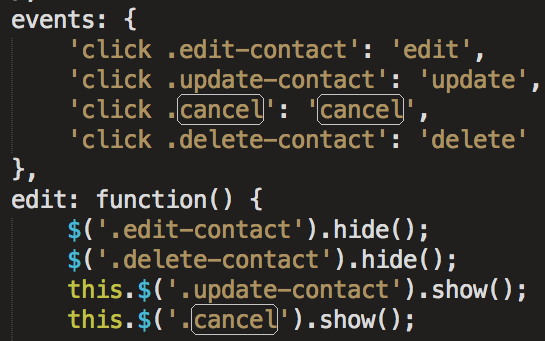 events: {
    'click .edit-contact': 'edit',
    'click .update-contact': 'update',
    'click .cancel': 'cancel',
    'click .delete-contact': 'delete'
},
edit: function() {
    $('.edit-contact').hide();
    $('.delete-contact').hide();
    this.$('.update-contact').show();
    this.$('.cancel').show();